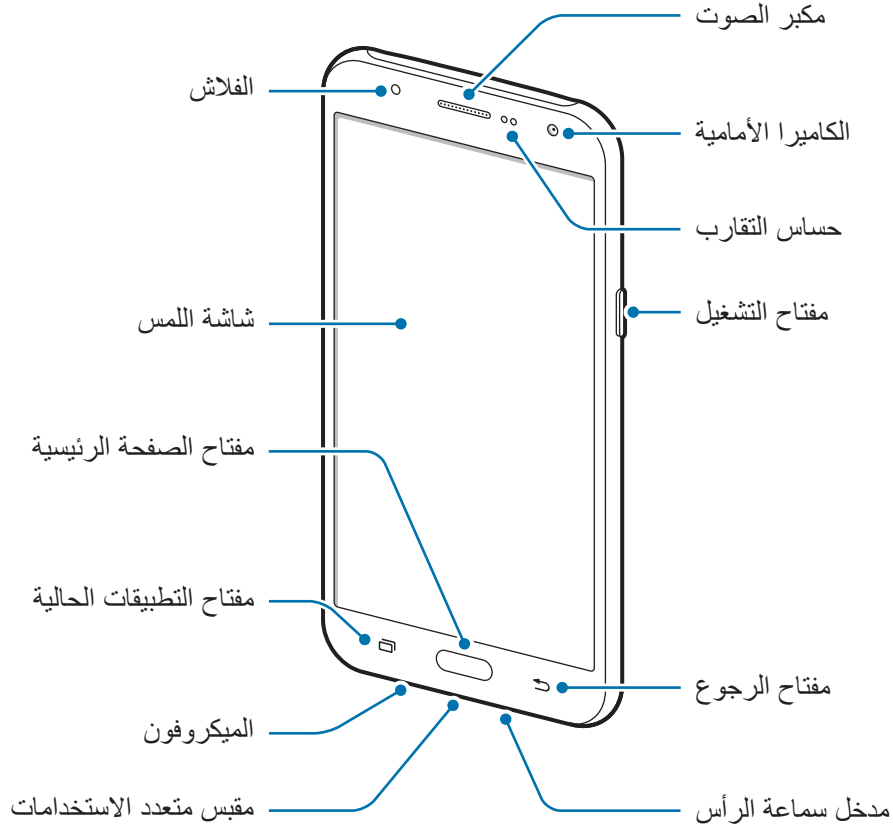 مكبر الصوت
الكاميرا الأمامية
حساس التقارب
مفتاح التشغيل
مفتاح الرجوع
مدخل سماعة الرأس
الفلاش
شاشة اللمس
مفتاح الصفحة الرئيسية
مفتاح التطبيقات الحالية
الميكروفون
مقبس متعدد الاستخدامات